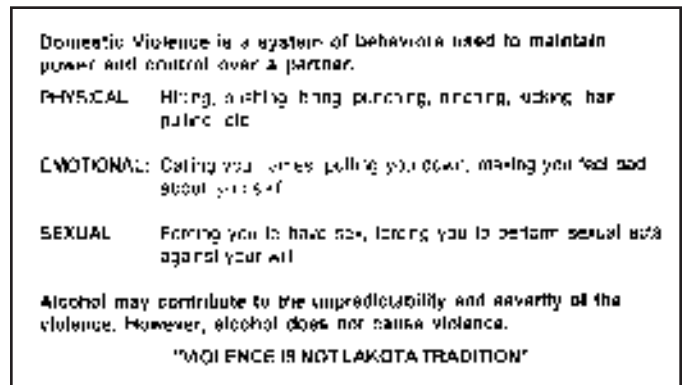 Domestic Violence is a system of behaviors used to maintain
power and control over a partner.
PHYSICAL Hitting, pushing, biting, punching, pinching, kicking, hair
pulling, etc.
EMOTIONAL: Calling you names, putting you down, making you feel bad
about yourself
SEXUAL Forcing you to have sex, forcing you to perform sexual acts
against your will
Alcohol may contribute to the unpredictability and severity of the
violence. However, alcohol does not cause violence.
"VIOLENCE IS NOT LAKOTA TRADITION"